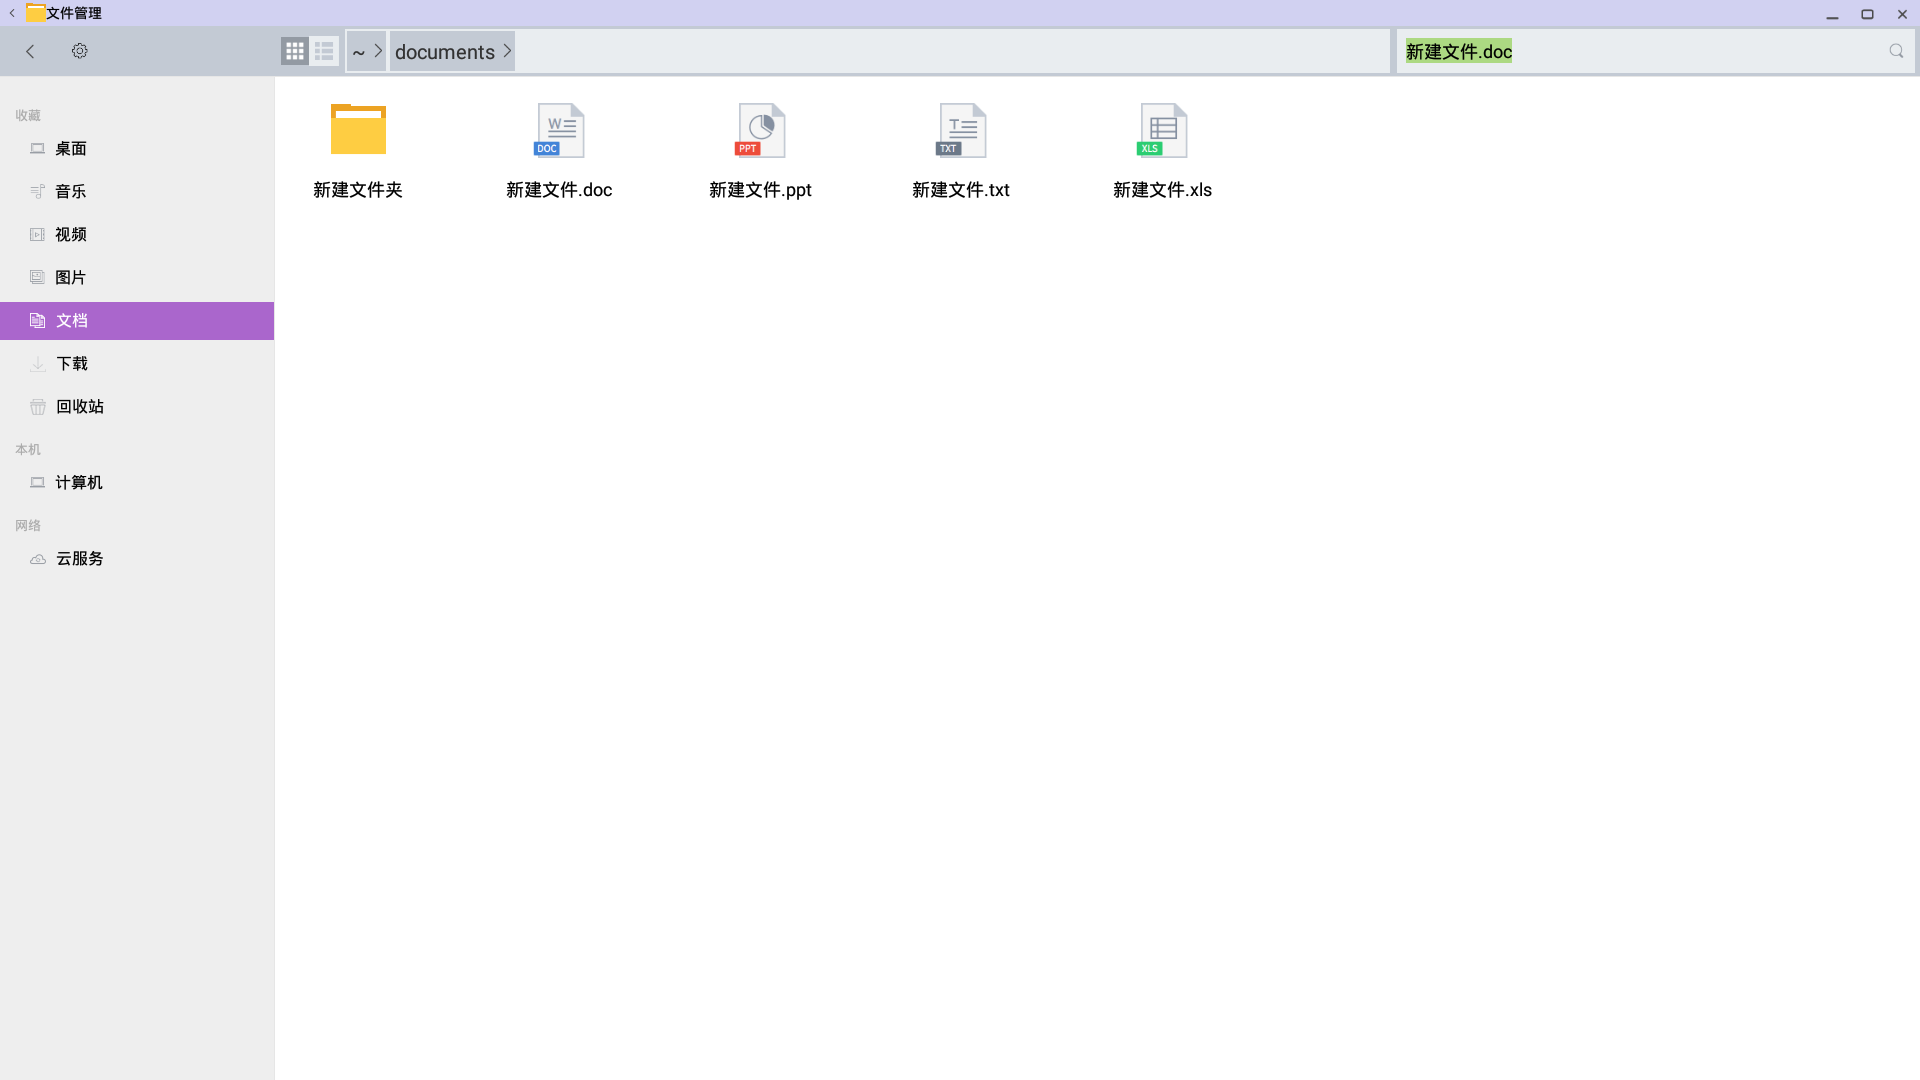 文件管理
~
documents
新建文件.doc
收藏
桌面
音乐
视频
图片
文档
下载
回收站
本机
计算机
网络
云服务
新建文件夹
W
DOC
新建文件.doc
PPT
新建文件.ppt
T
TXT
新建文件.txt
XLS
新建文件.xls